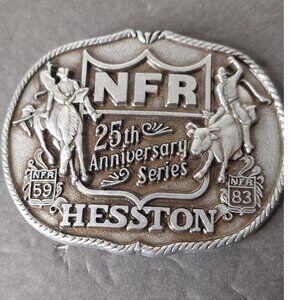 NFR
25th
Anniversary
Series
NFR
59
NFR
83
HESSTON